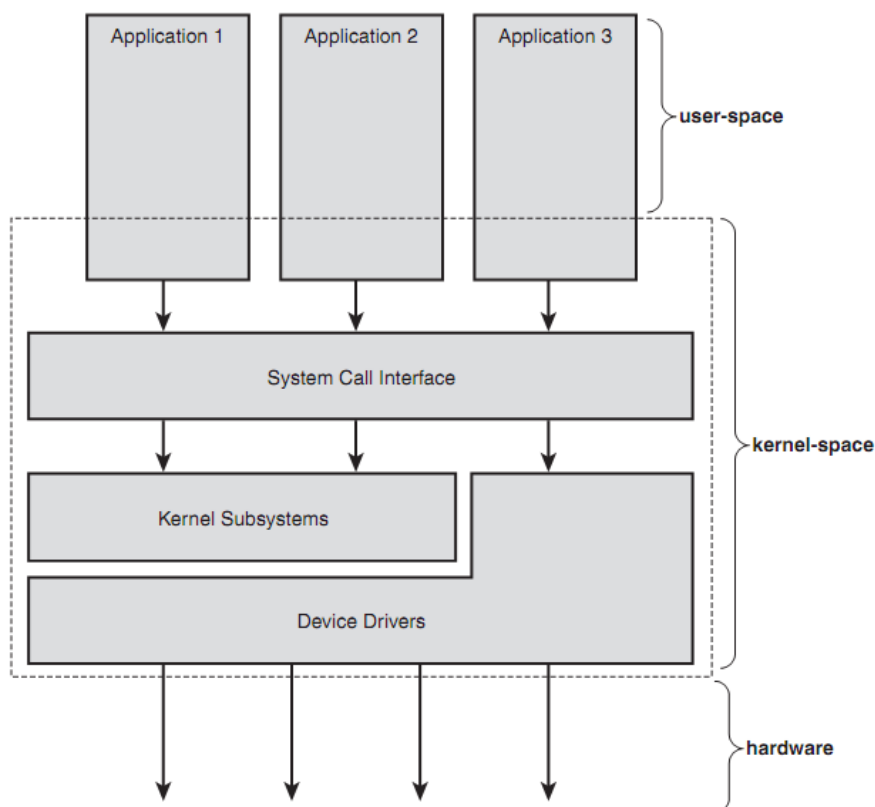 Application 1
Application 2
Application 3
user-space
System Call Interface
kernel-space
Kernel Subsystems
Device Drivers
hardware